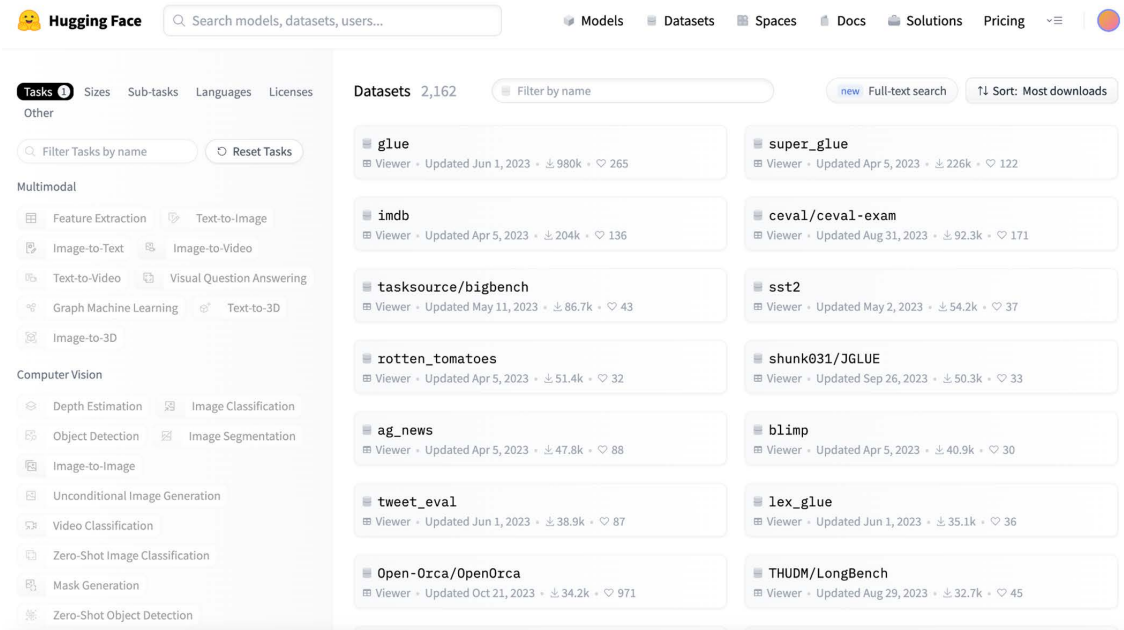 Hugging Face
Search models, datasets, users...
Models
Datasets
Spaces
Docs
Solutions
Pricing
Tasks 1 Sizes Sub-tasks Languages Licenses
Other
Filter Tasks by name
Reset Tasks
Multimodal
Feature Extraction Text-to-Image
Image-to-Text Image-to-Video
Text-to-Video Visual Question Answering
Graph Machine Learning Text-to-3D
Image-to-3D
Computer Vision
Depth Estimation Image Classification
Object Detection Image Segmentation
Image-to-Image
Unconditional Image Generation
Video Classification
Zero-Shot Image Classification
Mask Generation
Zero-Shot Object Detection
Datasets 2,162
Filter by name
new Full-text search
Sort: Most downloads
glue
Viewer • Updated Jun 1, 2023 • 980k • 265
super_glue
Viewer • Updated Apr 5, 2023 • 226k • 122
imdb
Viewer • Updated Apr 5, 2023 • 204k • 136
ceval/ceval-exam
Viewer • Updated Aug 31, 2023 • 92.3k • 171
tasksource/bigbench
Viewer • Updated May 11, 2023 • 86.7k • 43
sst2
Viewer • Updated May 2, 2023 • 54.2k • 37
rotten_tomatoes
Viewer • Updated Apr 5, 2023 • 51.4k • 32
shunk031/JGLUE
Viewer • Updated Sep 26, 2023 • 50.3k • 33
ag_news
Viewer • Updated Apr 5, 2023 • 47.8k • 88
blimp
Viewer • Updated Apr 5, 2023 • 40.9k • 30
tweet_eval
Viewer • Updated Jun 1, 2023 • 38.9k • 87
lex_glue
Viewer • Updated Jun 1, 2023 • 35.1k • 36
Open-Orca/OpenOrca
Viewer • Updated Oct 21, 2023 • 34.2k • 971
THUDM/LongBench
Viewer • Updated Aug 29, 2023 • 32.7k • 45